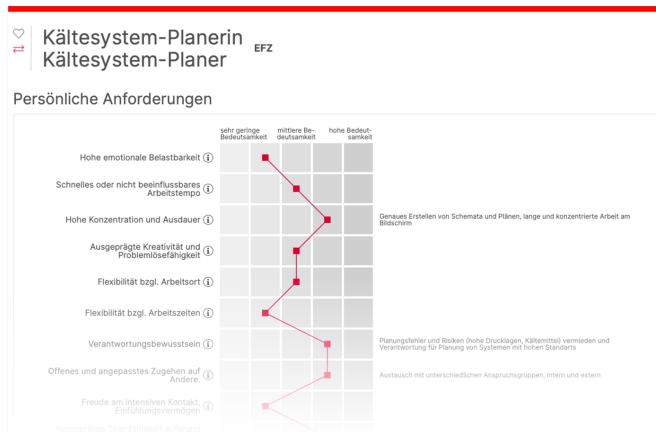 Kältesystem-Planerin
Kältesystem-Planer
EFZ
Persönliche Anforderungen
sehr geringe
Bedeutsamkeit
mittlere Be-
deutsamkeit
hohe Bedeut-
samkeit
Hohe emotionale Belastbarkeit
Schnelles oder nicht beeinflussbares
Arbeitstempo
Hohe Konzentration und Ausdauer
Genaues Erstellen von Schemata und Plänen, lange und konzentrierte Arbeit am
Bildschirm
Ausgeprägte Kreativität und
Problemlösefähigkeit
Flexibilität bzgl. Arbeitsort
Flexibilität bzgl. Arbeitszeiten
Verantwortungsbewusstsein
Planungsfehler und Risiken (hohe Drucklagen, Kältemittel) vermieden und
Verantwortung für Planung von Systemen mit hohen Standarts
Offenes und angepasstes Zugehen auf
Andere.
Austausch mit unterschiedlichen Anspruchsgruppen, intern und extern
Freude am intensiven Kontakt,
Einfühlungsvermögen